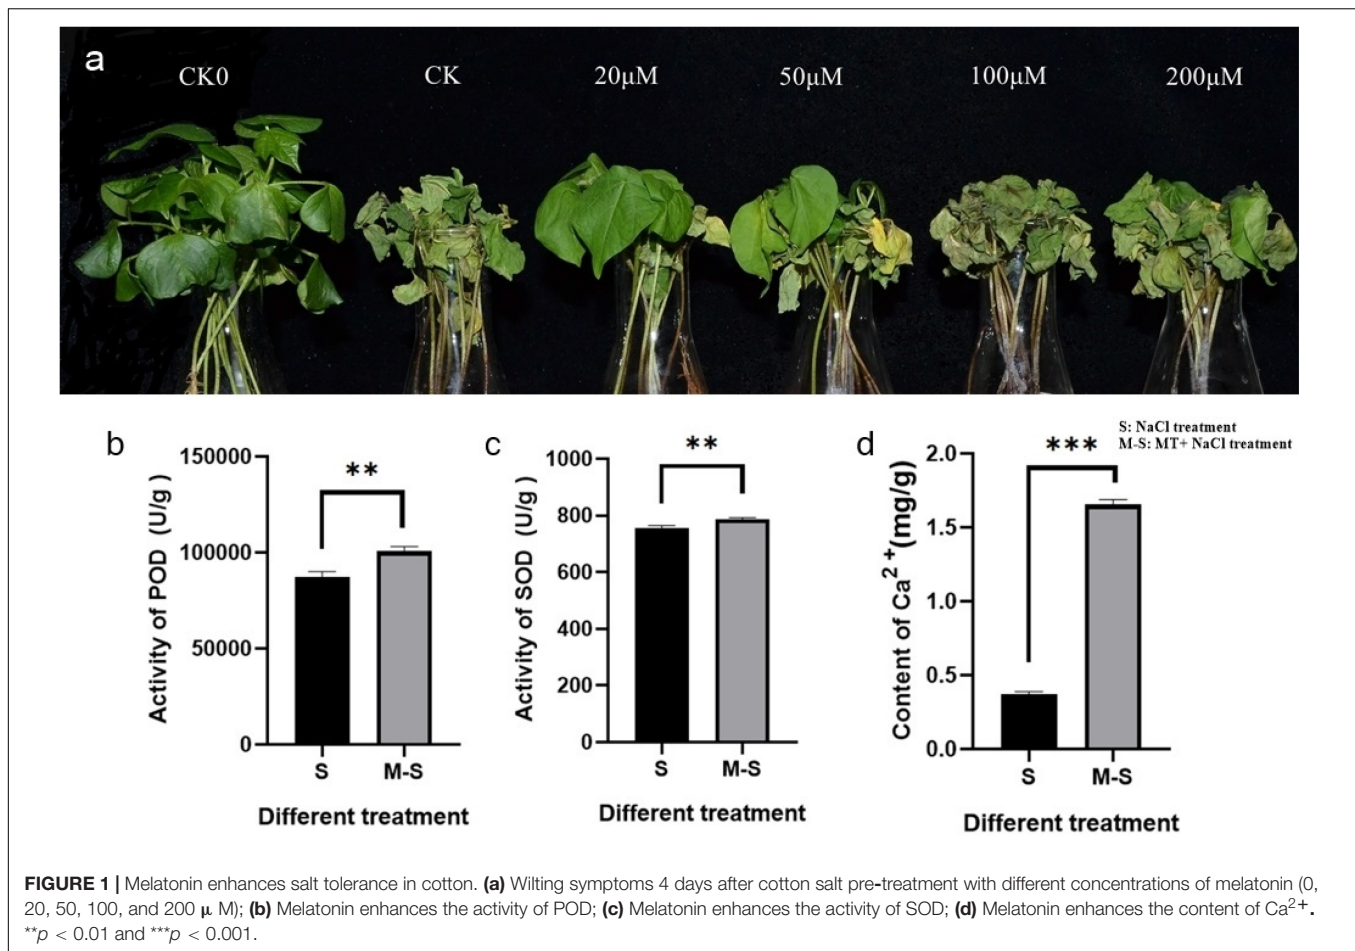 a
CK0 CK 20μM 50μM 100μM 200μM
b
Activity of POD (U/g)
150000
100000
50000
0
**
S M-S
Different treatment
c
Activity of SOD (U/g )
1000
800
600
400
200
0
**
S M-S
Different treatment
d
S: NaCl treatment
M-S: MT+ NaCl treatment
Content of Ca2+(mg/g)
2.0
1.5
1.0
0.5
0.0
***
S M-S
Different treatment
FIGURE 1 | Melatonin enhances salt tolerance in cotton. (a) Wilting symptoms 4 days after cotton salt pre-treatment with different concentrations of melatonin (0,
20, 50, 100, and 200 μ M); (b) Melatonin enhances the activity of POD; (c) Melatonin enhances the activity of SOD; (d) Melatonin enhances the content of Ca2+.
**p < 0.01 and ***p < 0.001.